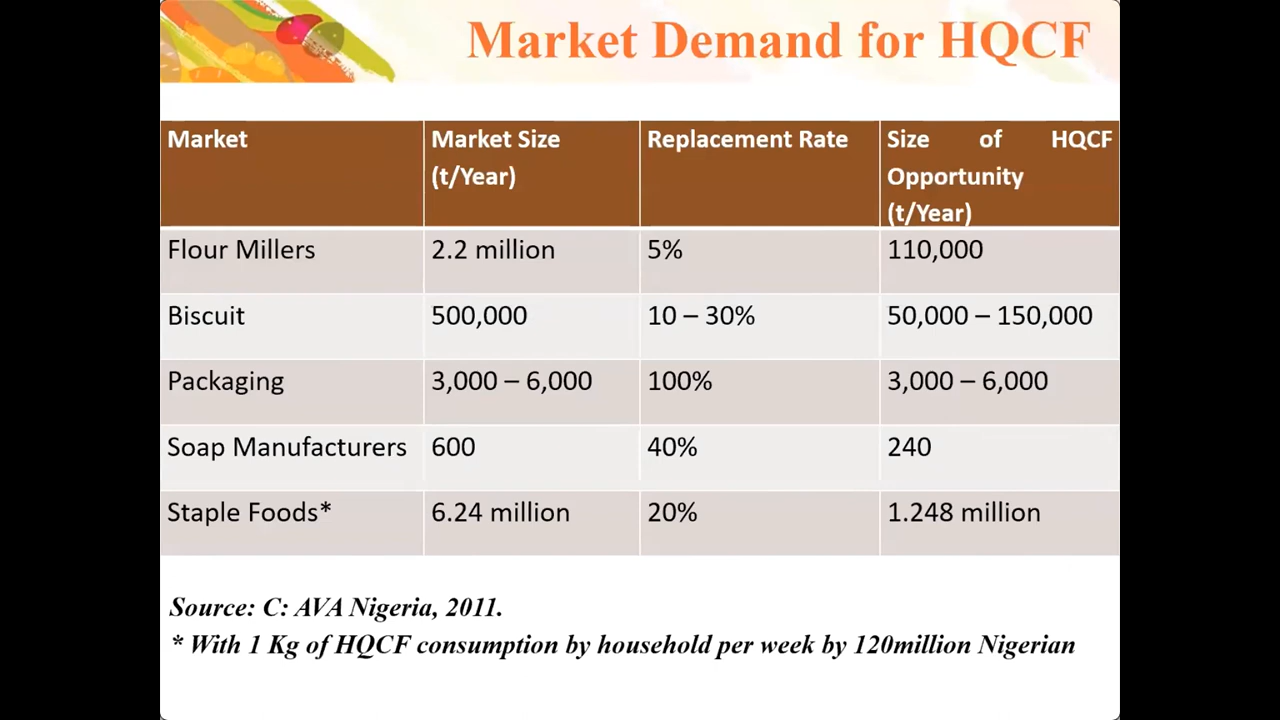 Market Demand for HQCF
Market
Market Size
(t/Year)
Replacement Rate
Size of HQCF
Opportunity
(t/Year)
Flour Millers
2.2 million
5%
110,000
Biscuit
500,000
10 – 30%
50,000 – 150,000
Packaging
3,000 – 6,000
100%
3,000 – 6,000
Soap Manufacturers
600
40%
240
Staple Foods*
6.24 million
20%
1.248 million
Source: C: AVA Nigeria, 2011.
* With 1 Kg of HQCF consumption by household per week by 120million Nigerian